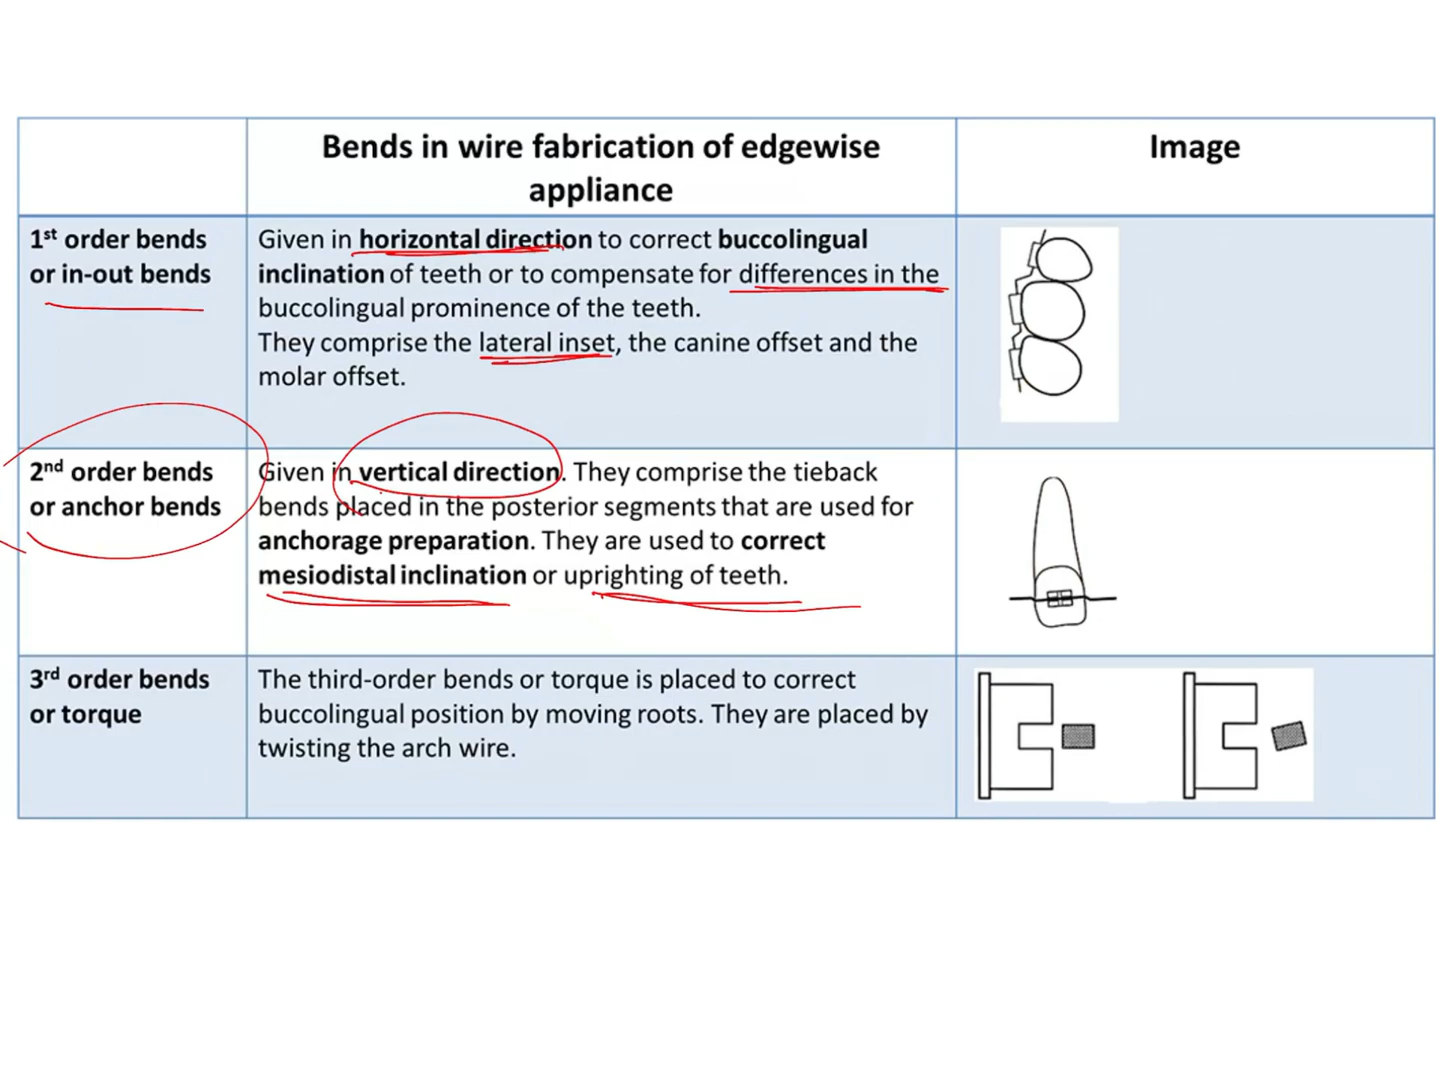 Bends in wire fabrication of edgewise
appliance
Image
1st order bends
or in-out bends
Given in horizontal direction to correct buccolingual
inclination of teeth or to compensate for differences in the
buccolingual prominence of the teeth.
They comprise the lateral inset, the canine offset and the
molar offset.
2nd order bends
or anchor bends
Given in vertical direction. They comprise the tieback
bends placed in the posterior segments that are used for
anchorage preparation. They are used to correct
mesiodistal inclination or uprighting of teeth.
3rd order bends
or torque
The third-order bends or torque is placed to correct
buccolingual position by moving roots. They are placed by
twisting the arch wire.